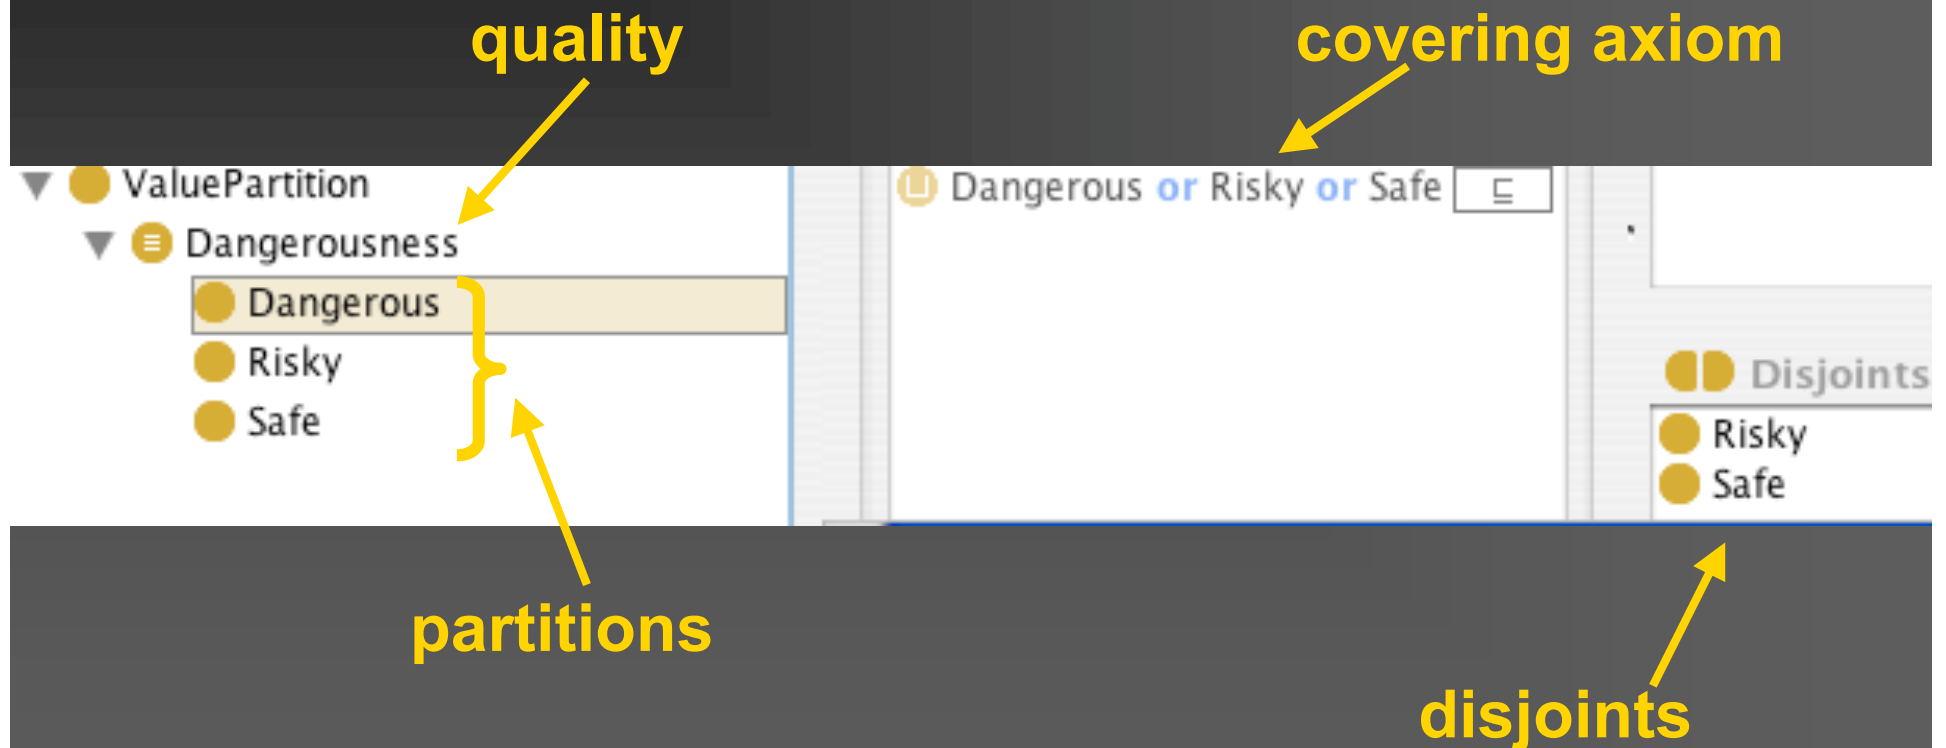 quality
covering axiom
ValuePartition
Dangerousness
Dangerous
Risky
Safe
Dangerous or Risky or Safe ⊑
Disjoints
Risky
Safe
partitions
disjoints